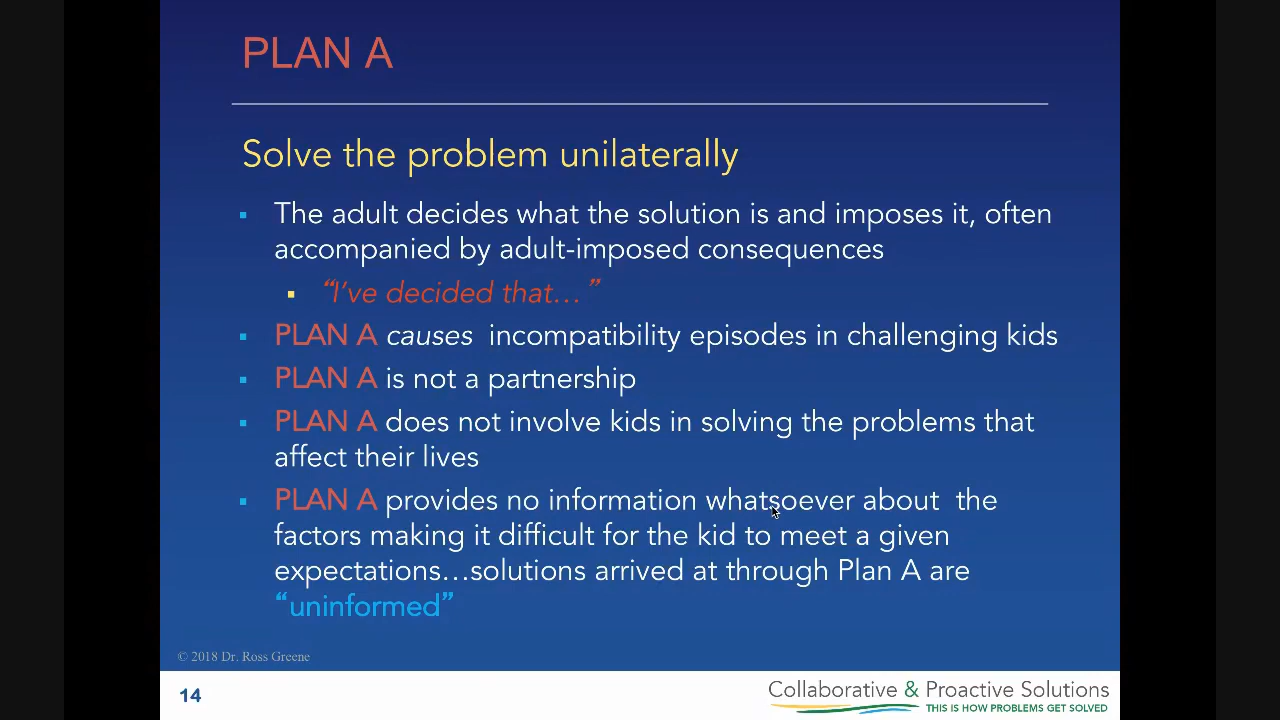 PLAN A
Solve the problem unilaterally
▪ The adult decides what the solution is and imposes it, often
accompanied by adult-imposed consequences
▪ “I’ve decided that…”
▪ PLAN A causes incompatibility episodes in challenging kids
▪ PLAN A is not a partnership
▪ PLAN A does not involve kids in solving the problems that
affect their lives
▪ PLAN A provides no information whatsoever about the
factors making it difficult for the kid to meet a given
expectations…solutions arrived at through Plan A are
“uninformed”
© 2018 Dr. Ross Greene
14
Collaborative & Proactive Solutions
THIS IS HOW PROBLEMS GET SOLVED